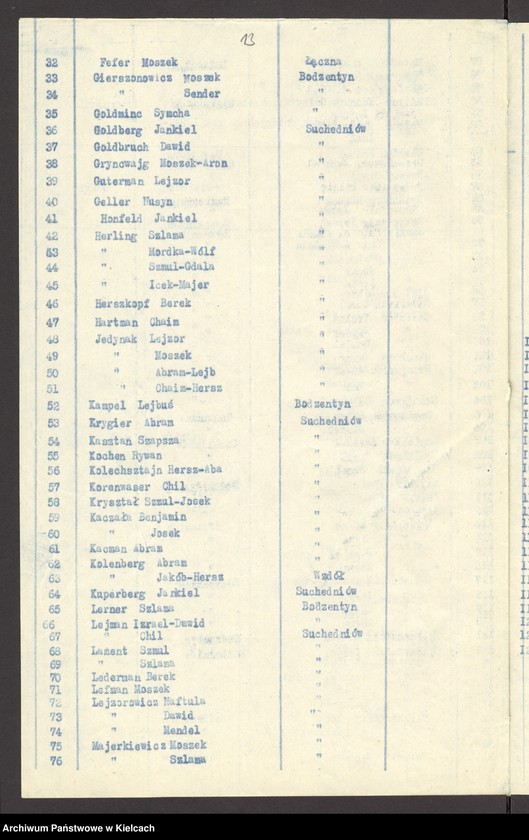 13
32 Fefer Moszek Łączna
33 Gierszonowicz Moszek Bodzentyn
34 " Sender "
35 Goldminc Symcha "
36 Goldberg Jankiel Suchedniów
37 Goldbruch Dawid "
38 Gryncwajg Moszek-Aron "
39 Guterman Lejzor "
40 Geller Nusyn "
41 Honfeld Jankiel "
42 Herling Szlama "
43 " Mordka-Wólf "
44 " Szmul-Gdala "
45 " Icek-Majer "
46 Herszkopf Berek "
47 Hartman Chaim "
48 Jedynak Lejzor "
49 " Moszek "
50 " Abram-Lejb "
51 " Chaim-Hersz "
52 Kampel Lejbuś Bodzentyn
53 Krygier Abram Suchedniów
54 Kasztan Szapsza "
55 Kochen Rywan "
56 Kolechsztajn Hersz-Aba "
57 Korenwaser Chil "
58 Kryształ Szmul-Josek "
59 Kaczała Benjamin "
60 " Josek "
61 Kacman Abram "
62 Kolenberg Abram "
63 " Jakób-Hersz Wzdół
64 Kuperberg Jankiel Suchedniów
65 Lerner Szlama Bodzentyn
66 Lejman Izrael-Dawid
67 " Chil Suchedniów
68 Lament Szmul "
69 " Szlama "
70 Lederman Berek "
71 Lefman Moszek "
72 Lejzorowicz Naftula "
73 " Dawid "
74 " Mendel "
75 Majerkiewicz Moszek "
76 " Szlama "
Archiwum Państwowe w Kielcach